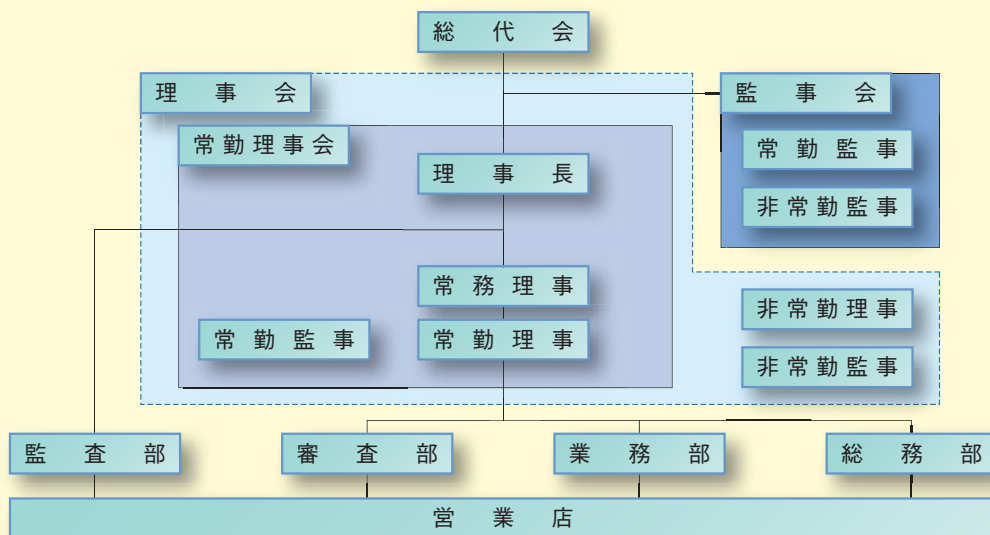 総代会
理事会
監事会
常勤理事会
常勤監事
理事長
非常勤監事
常務理事
非常勤理事
常勤監事
常勤理事
非常勤監事
監査部
審査部
業務部
総務部
営業店